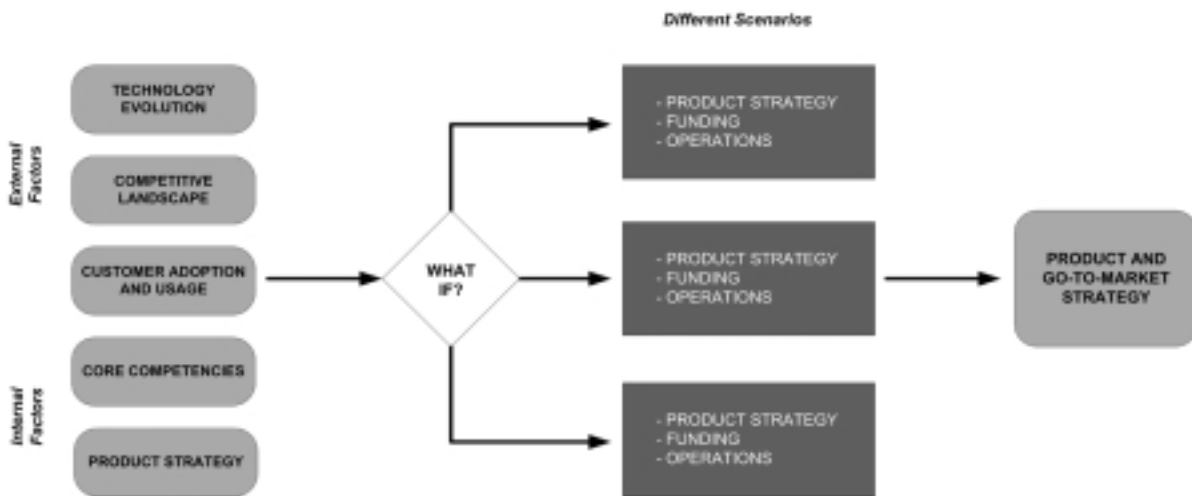 Different Scenarios
External
Factors
TECHNOLOGY
EVOLUTION
COMPETITIVE
LANDSCAPE
CUSTOMER ADOPTION
AND USAGE
Internal
Factors
CORE COMPETENCIES
PRODUCT STRATEGY
WHAT
IF?
- PRODUCT STRATEGY
- FUNDING
- OPERATIONS
- PRODUCT STRATEGY
- FUNDING
- OPERATIONS
- PRODUCT STRATEGY
- FUNDING
- OPERATIONS
PRODUCT AND
GO-TO-MARKET
STRATEGY